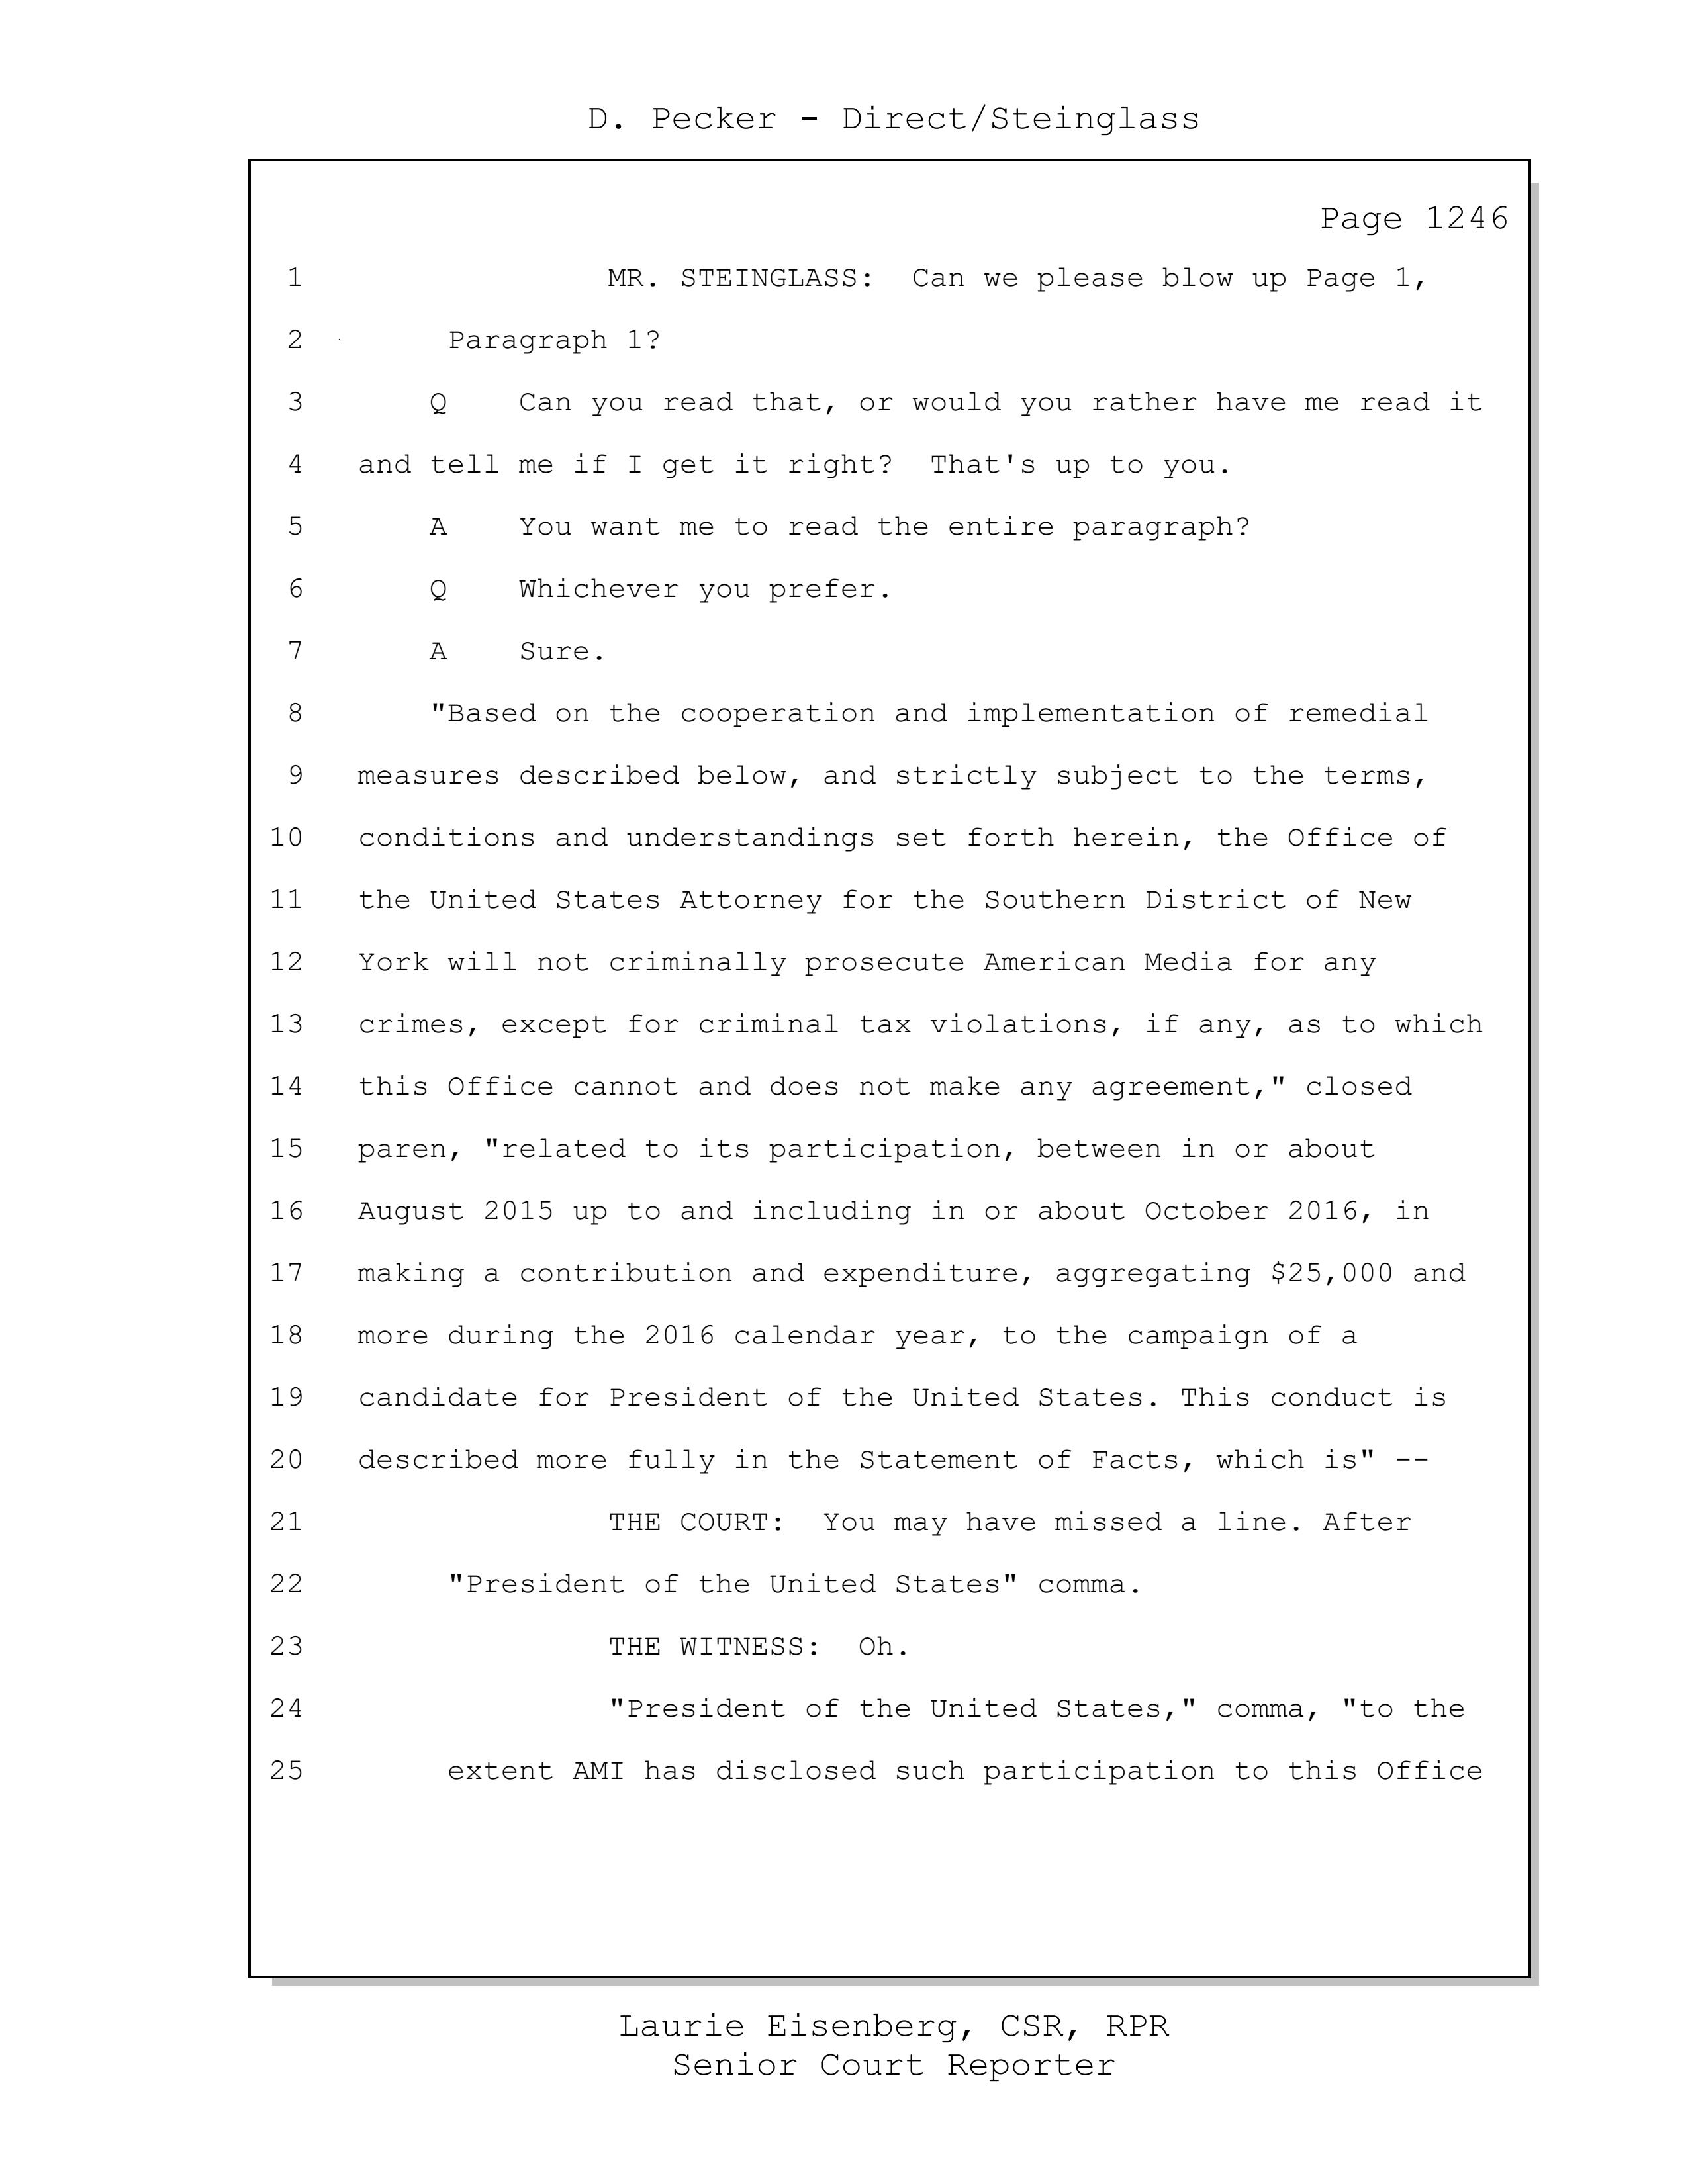 D. Pecker - Direct/Steinglass
Page 1246
1 MR. STEINGLASS: Can we please blow up Page 1,
2 Paragraph 1?
3 Q Can you read that, or would you rather have me read it
4 and tell me if I get it right? That's up to you.
5 A You want me to read the entire paragraph?
6 Q Whichever you prefer.
7 A Sure.
8 "Based on the cooperation and implementation of remedial
9 measures described below, and strictly subject to the terms,
10 conditions and understandings set forth herein, the Office of
11 the United States Attorney for the Southern District of New
12 York will not criminally prosecute American Media for any
13 crimes, except for criminal tax violations, if any, as to which
14 this Office cannot and does not make any agreement," closed
15 paren, "related to its participation, between in or about
16 August 2015 up to and including in or about October 2016, in
17 making a contribution and expenditure, aggregating $25,000 and
18 more during the 2016 calendar year, to the campaign of a
19 candidate for President of the United States. This conduct is
20 described more fully in the Statement of Facts, which is" --
21 THE COURT: You may have missed a line. After
22 "President of the United States" comma.
23 THE WITNESS: Oh.
24 "President of the United States," comma, "to the
25 extent AMI has disclosed such participation to this Office
Laurie Eisenberg, CSR, RPR
Senior Court Reporter